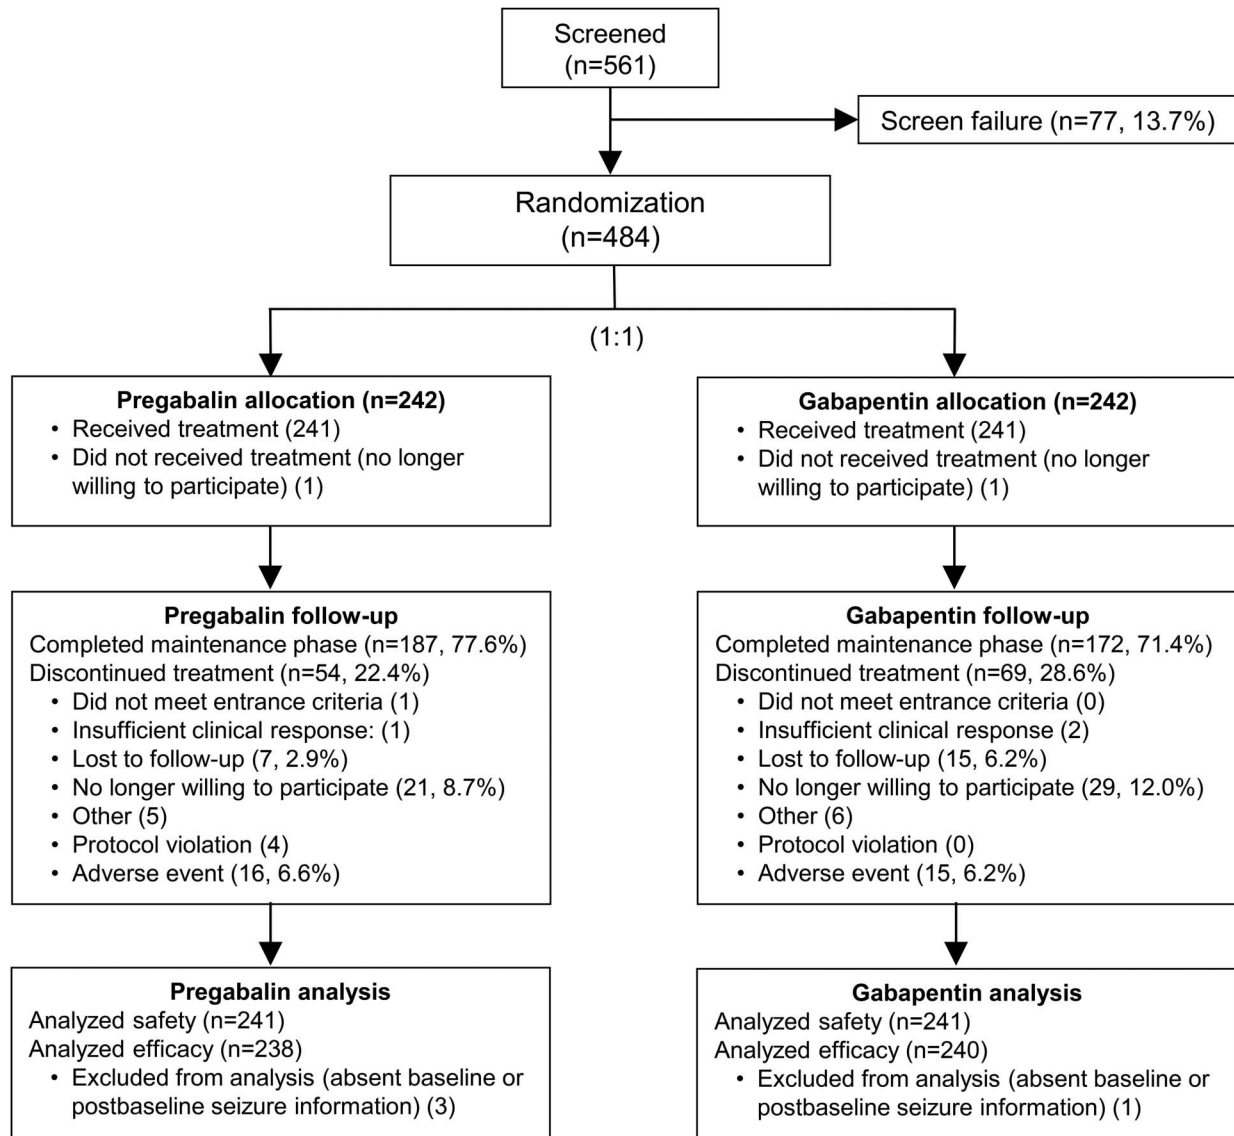 Screened
(n=561)
Screen failure (n=77, 13.7%)
Randomization
(n=484)
(1:1)
Pregabalin allocation (n=242)
• Received treatment (241)
• Did not received treatment (no longer
willing to participate) (1)
Gabapentin allocation (n=242)
• Received treatment (241)
• Did not received treatment (no longer
willing to participate) (1)
Pregabalin follow-up
Completed maintenance phase (n=187, 77.6%)
Discontinued treatment (n=54, 22.4%)
• Did not meet entrance criteria (1)
• Insufficient clinical response: (1)
• Lost to follow-up (7, 2.9%)
• No longer willing to participate (21, 8.7%)
• Other (5)
• Protocol violation (4)
• Adverse event (16, 6.6%)
Gabapentin follow-up
Completed maintenance phase (n=172, 71.4%)
Discontinued treatment (n=69, 28.6%)
• Did not meet entrance criteria (0)
• Insufficient clinical response (2)
• Lost to follow-up (15, 6.2%)
• No longer willing to participate (29, 12.0%)
• Other (6)
• Protocol violation (0)
• Adverse event (15, 6.2%)
Pregabalin analysis
Analyzed safety (n=241)
Analyzed efficacy (n=238)
• Excluded from analysis (absent baseline or
postbaseline seizure information) (3)
Gabapentin analysis
Analyzed safety (n=241)
Analyzed efficacy (n=240)
• Excluded from analysis (absent baseline or
postbaseline seizure information) (1)